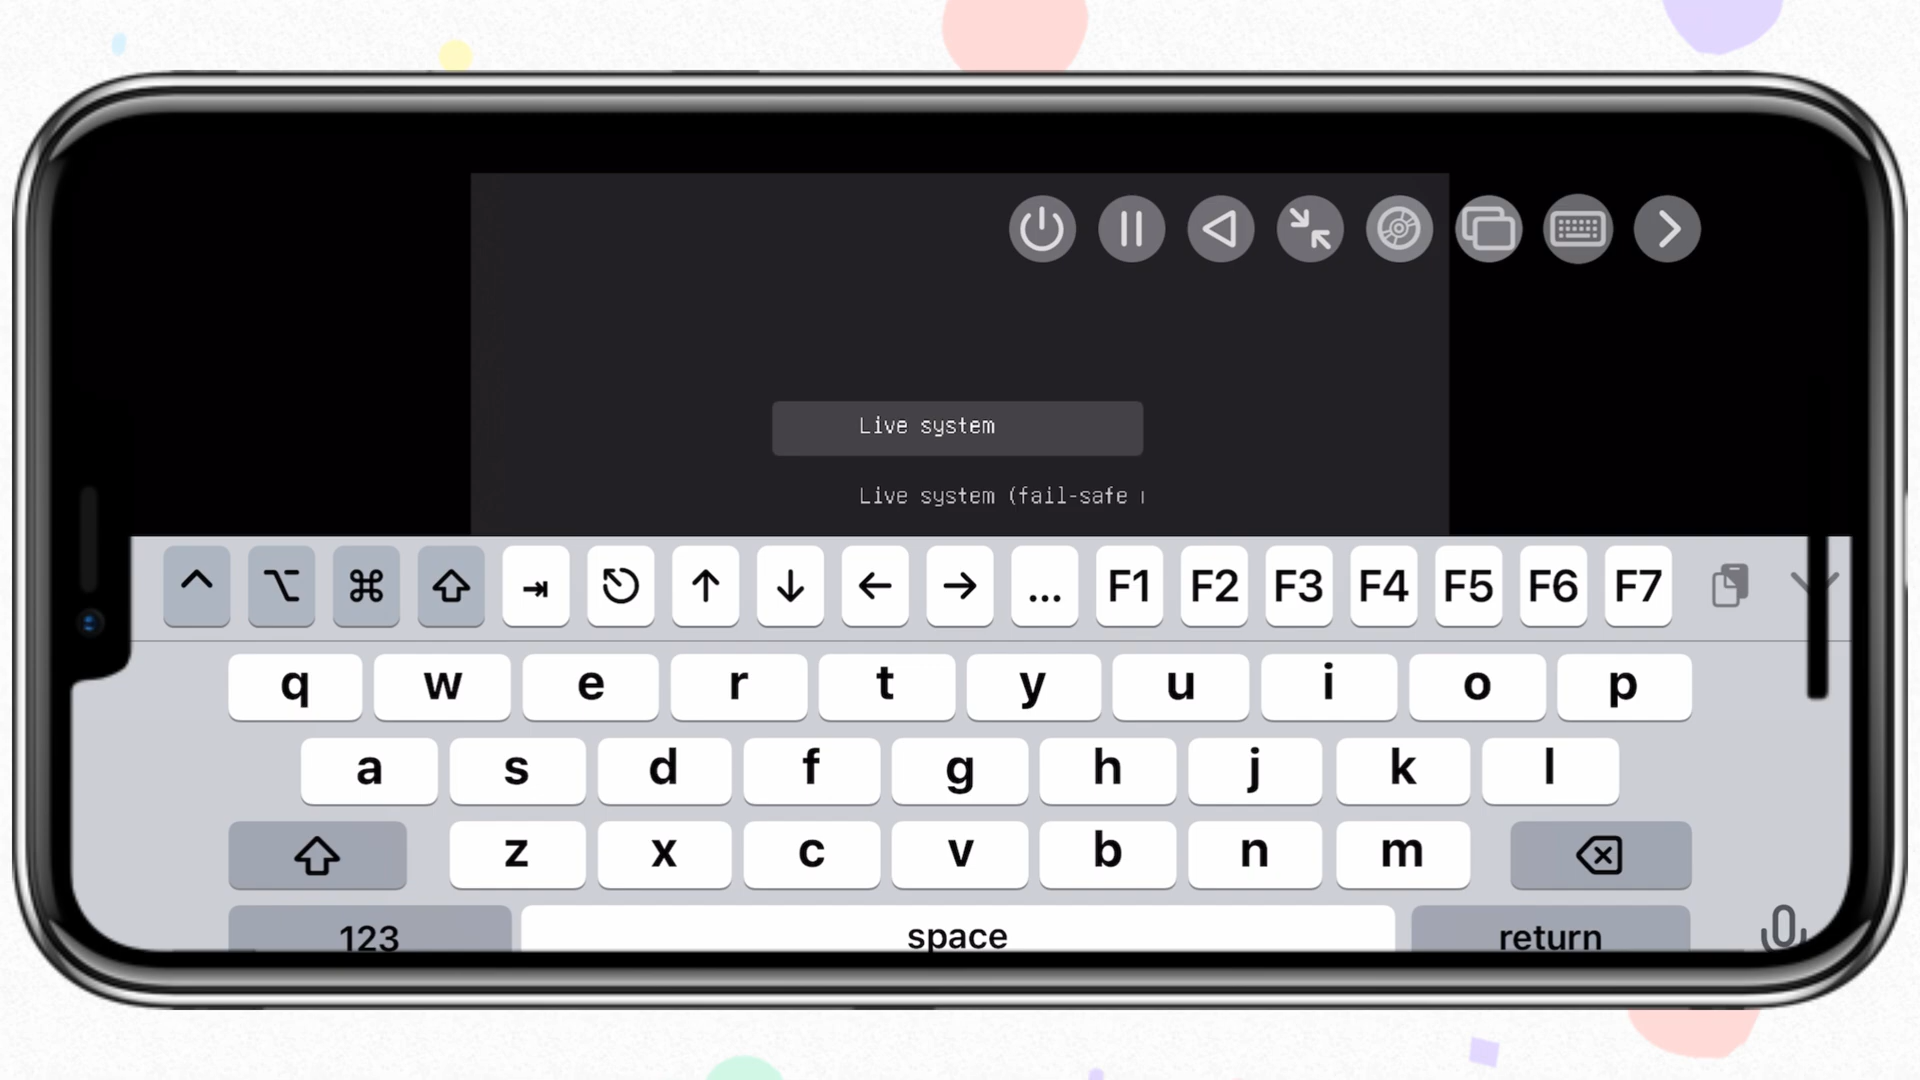 Live system
Live system (fail-safe
... F1 F2 F3 F4 F5 F6 F7
q w e r t y u i o p
a s d f g h j k l
z x c v b n m
123 space return